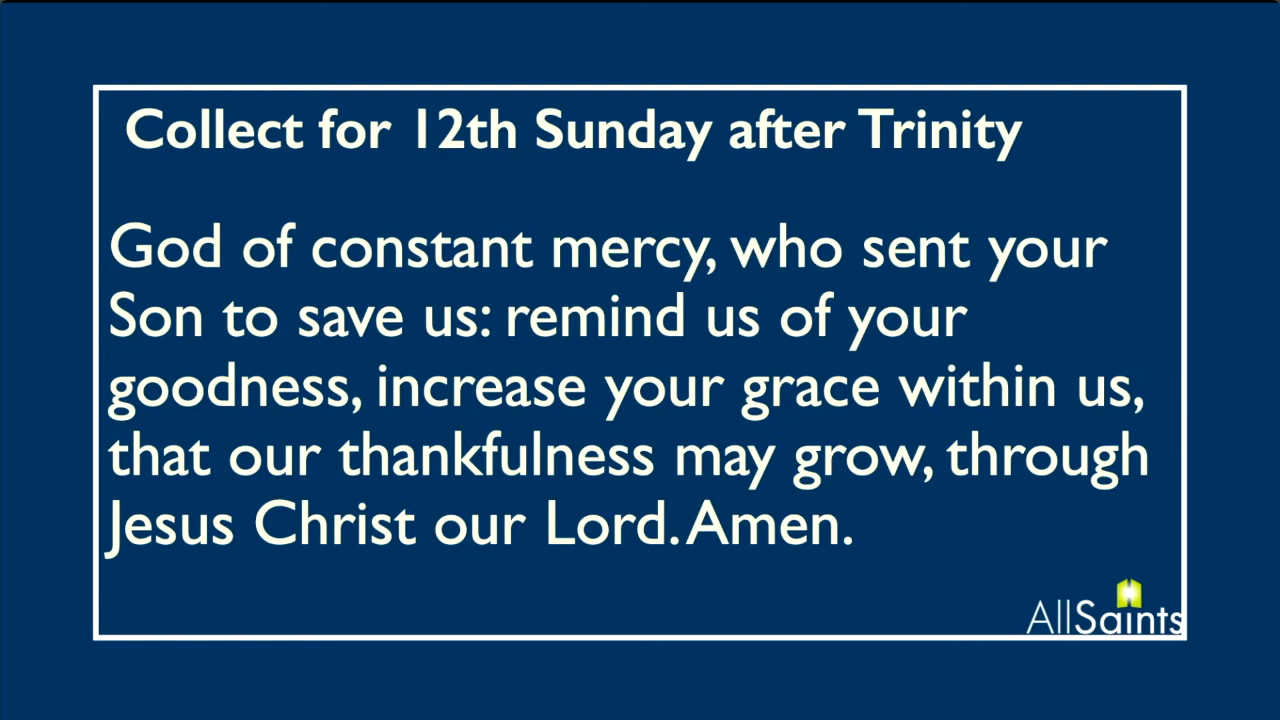 Collect for 12th Sunday after Trinity
God of constant mercy, who sent your
Son to save us: remind us of your
goodness, increase your grace within us,
that our thankfulness may grow, through
Jesus Christ our Lord. Amen.
AllSaints